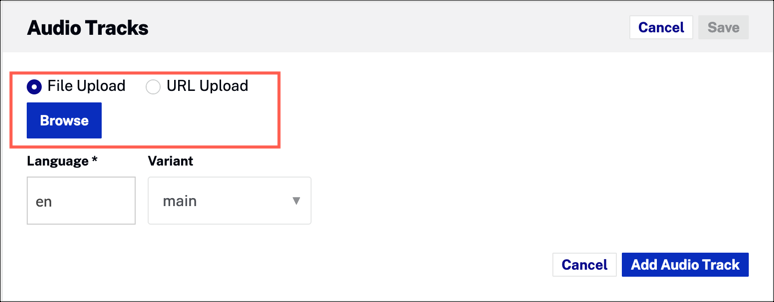 Audio Tracks Cancel Save
File Upload URL Upload
Browse
Language * Variant
en main
Cancel Add Audio Track